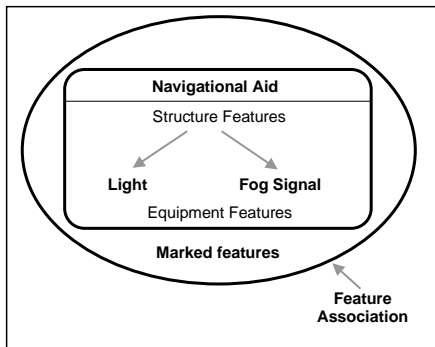 Navigational Aid
Structure Features
Light Fog Signal
Equipment Features
Marked features
Feature
Association